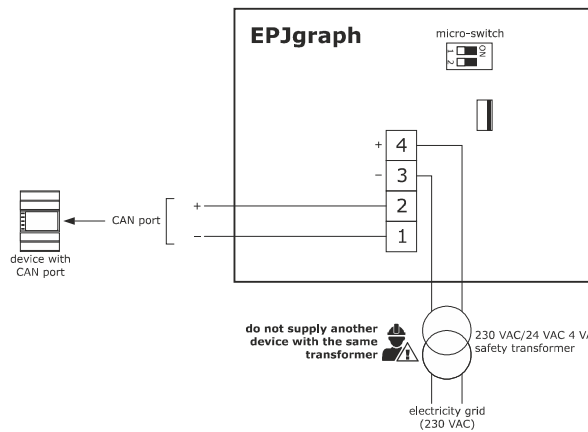 EPJgraph
micro-switch
ON
1
2
+ 4
− 3
+ 2
CAN port
− 1
device with
CAN port
do not supply another
device with the same
transformer
230 VAC/24 VAC 4 VA
safety transformer
electricity grid
(230 VAC)